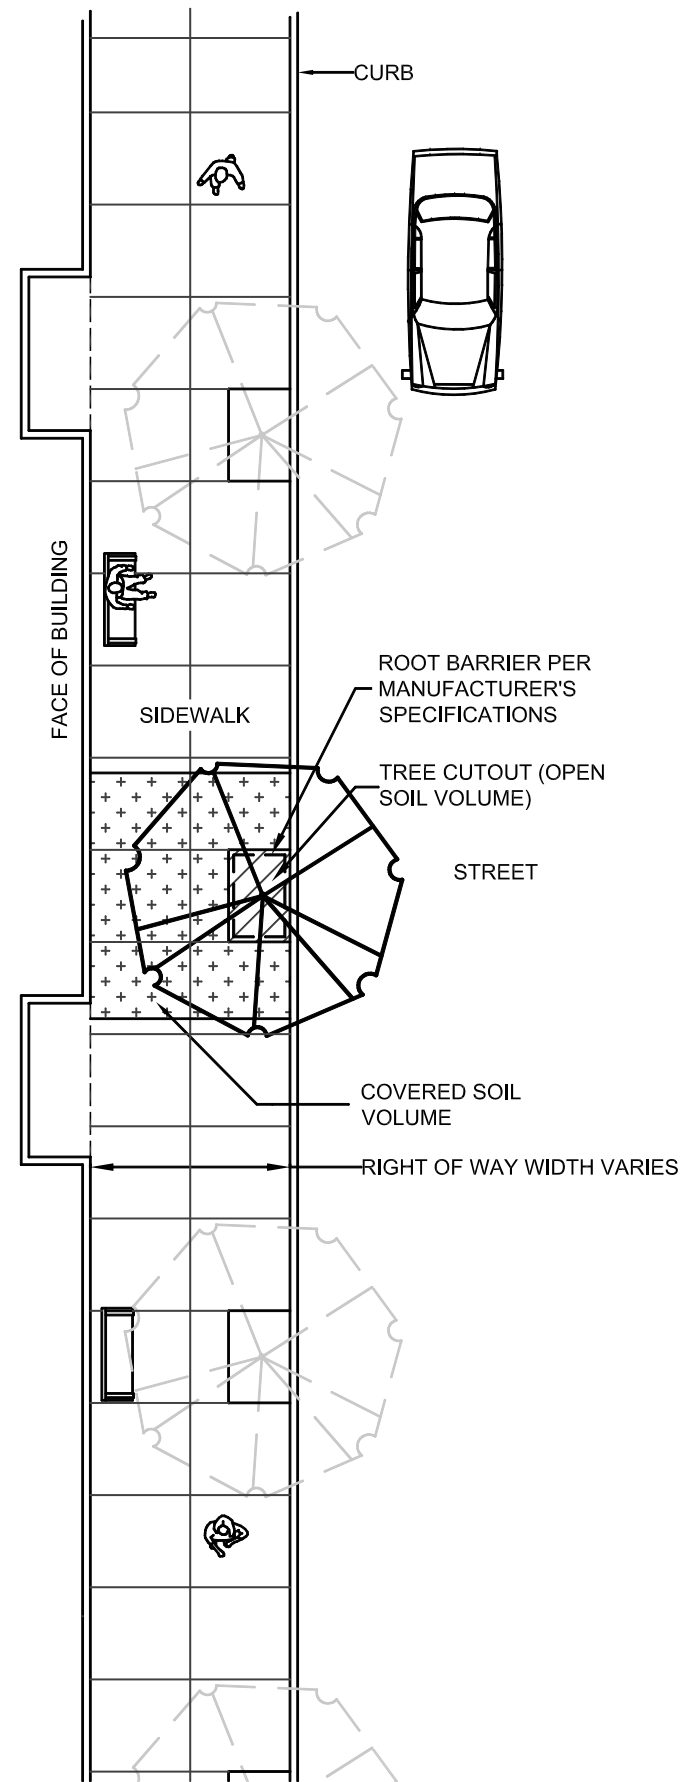 CURB
FACE OF BUILDING
ROOT BARRIER PER
MANUFACTURER'S
SPECIFICATIONS
SIDEWALK
TREE CUTOUT (OPEN
SOIL VOLUME)
STREET
COVERED SOIL
VOLUME
RIGHT OF WAY WIDTH VARIES